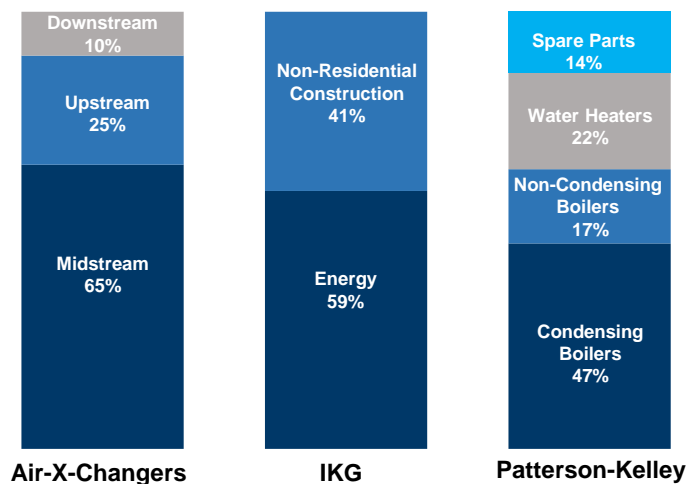 Downstream
10%
Upstream
25%
Midstream
65%
Air-X-Changers
Non-Residential
Construction
41%
Energy
59%
IKG
Spare Parts
14%
Water Heaters
22%
Non-Condensing
Boilers
17%
Condensing
Boilers
47%
Patterson-Kelley